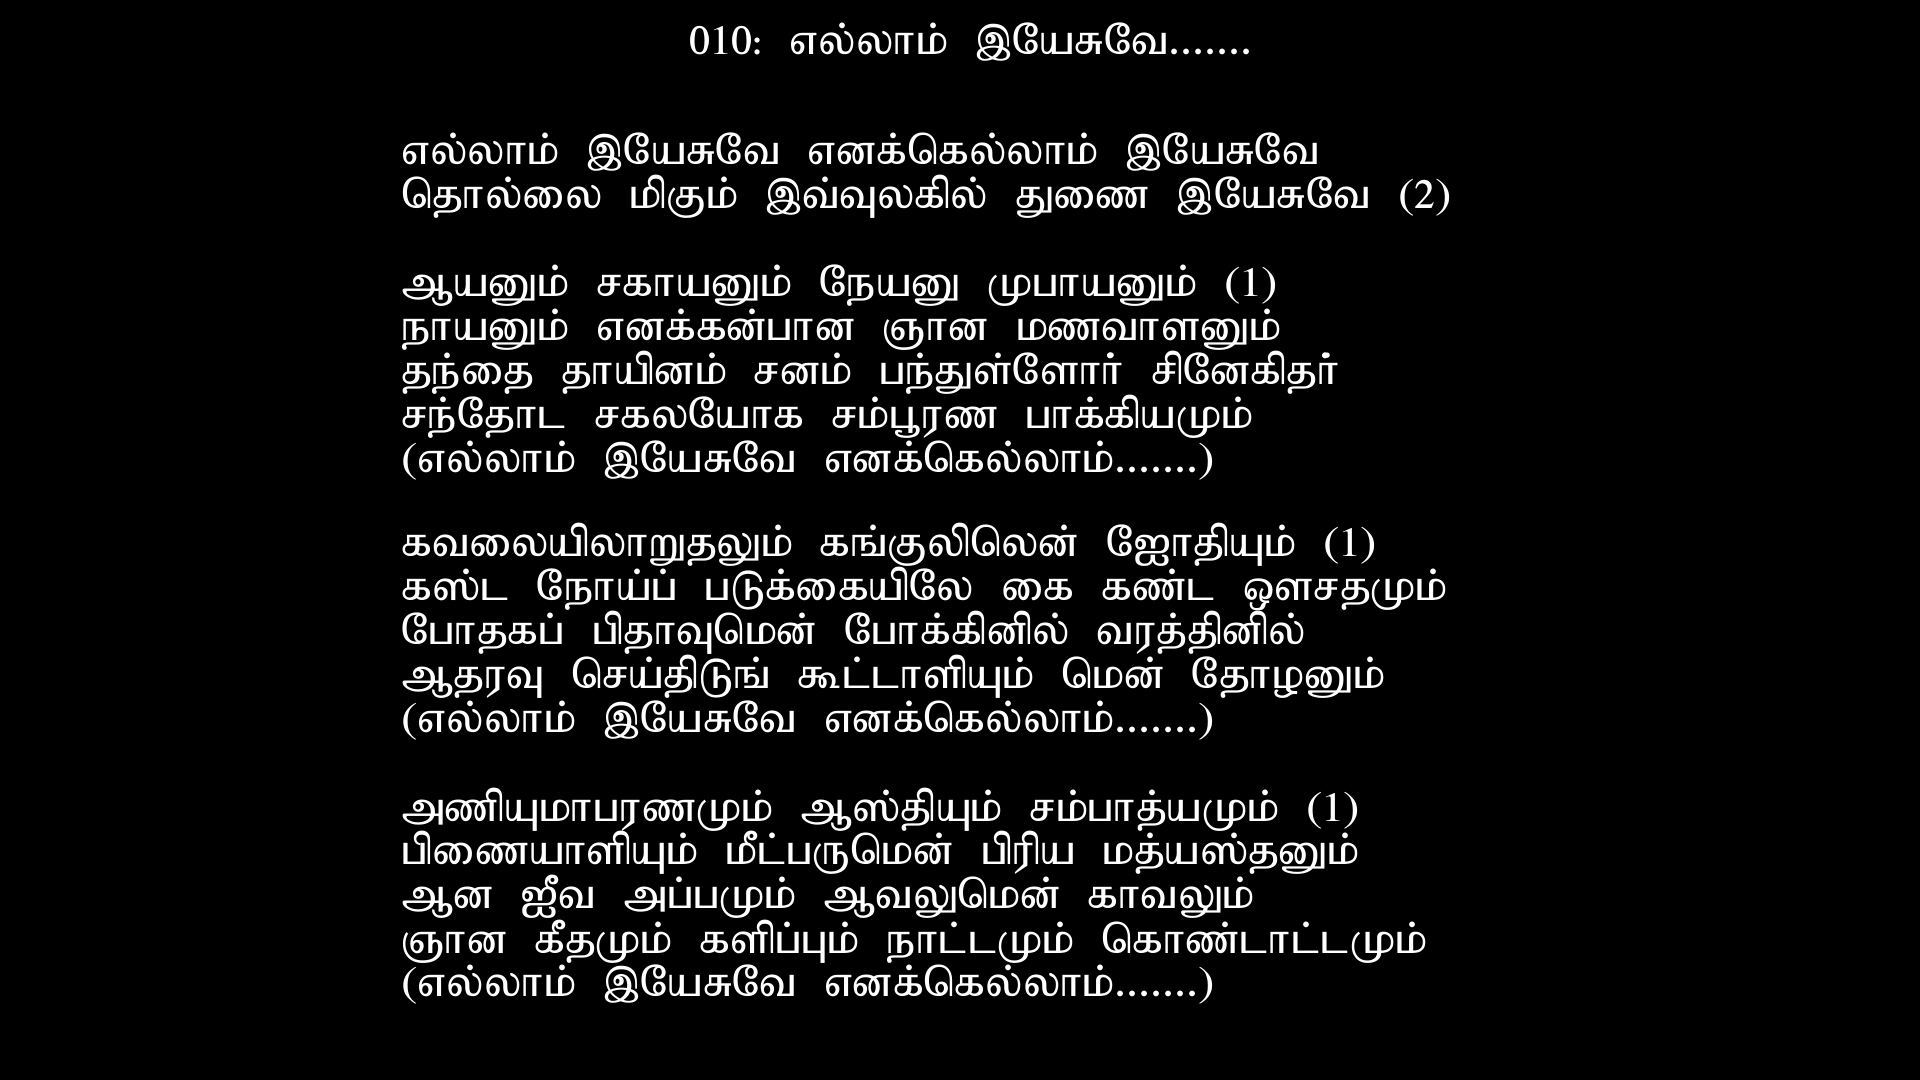 010: எல்லாம் இயேசுவே.......
எல்லாம் இயேசுவே எனக்கெல்லாம் இயேசுவே
தொல்லை மிகும் இவ்வுலகில் துணை இயேசுவே (2)
ஆயனும் சகாயனும் நேயனு முபாயனும் (1)
நாயனும் எனக்கன்பான ஞான மணவாளனும்
தந்தை தாயினம் சனம் பந்துள்ளோர் சினேகிதர்
சந்தோட சகலயோக சம்பூரண பாக்கியமும்
(எல்லாம் இயேசுவே எனக்கெல்லாம்.......)
கவலையிலாறுதலும் கங்குலிலென் ஜோதியும் (1)
கஸ்ட நோய்ப் படுக்கையிலே கை கண்ட ஔசதமும்
போதகப் பிதாவுமென் போக்கினில் வரத்தினில்
ஆதரவு செய்திடுங் கூட்டாளியும் மென் தோழனும்
(எல்லாம் இயேசுவே எனக்கெல்லாம்.......)
அணியுமாபரணமும் ஆஸ்தியும் சம்பாத்யமும் (1)
பிணையாளியும் மீட்பருமென் பிரிய மத்யஸ்தனும்
ஆன ஜீவ அப்பமும் ஆவலுமென் காவலும்
ஞான கீதமும் களிப்பும் நாட்டமும் கொண்டாட்டமும்
(எல்லாம் இயேசுவே எனக்கெல்லாம்.......)